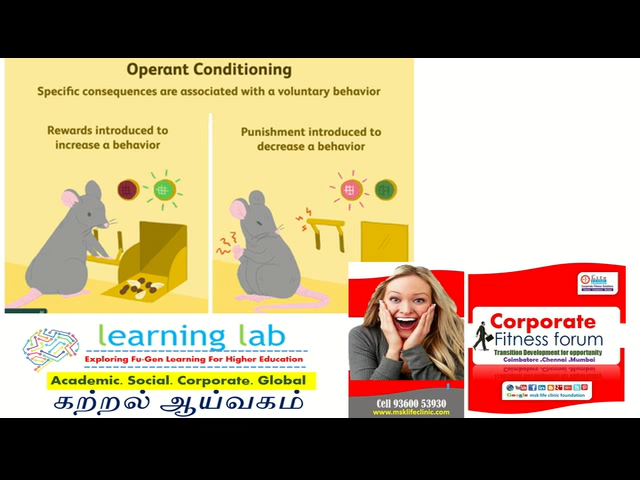 Operant Conditioning
Specific consequences are associated with a voluntary behavior
Rewards introduced to
increase a behavior
Punishment introduced to
decrease a behavior
learning lab
Exploring Fu-Gen Learning For Higher Education
Academic. Social. Corporate. Global
கற்றல் ஆய்வகம்
Cell 93600 53930
www.msklifeclinic.com
Corporate
Fitness forum
Transition Development for opportunity
Coimbatore .Chennai .Mumbai
Google msk life clinic foundation